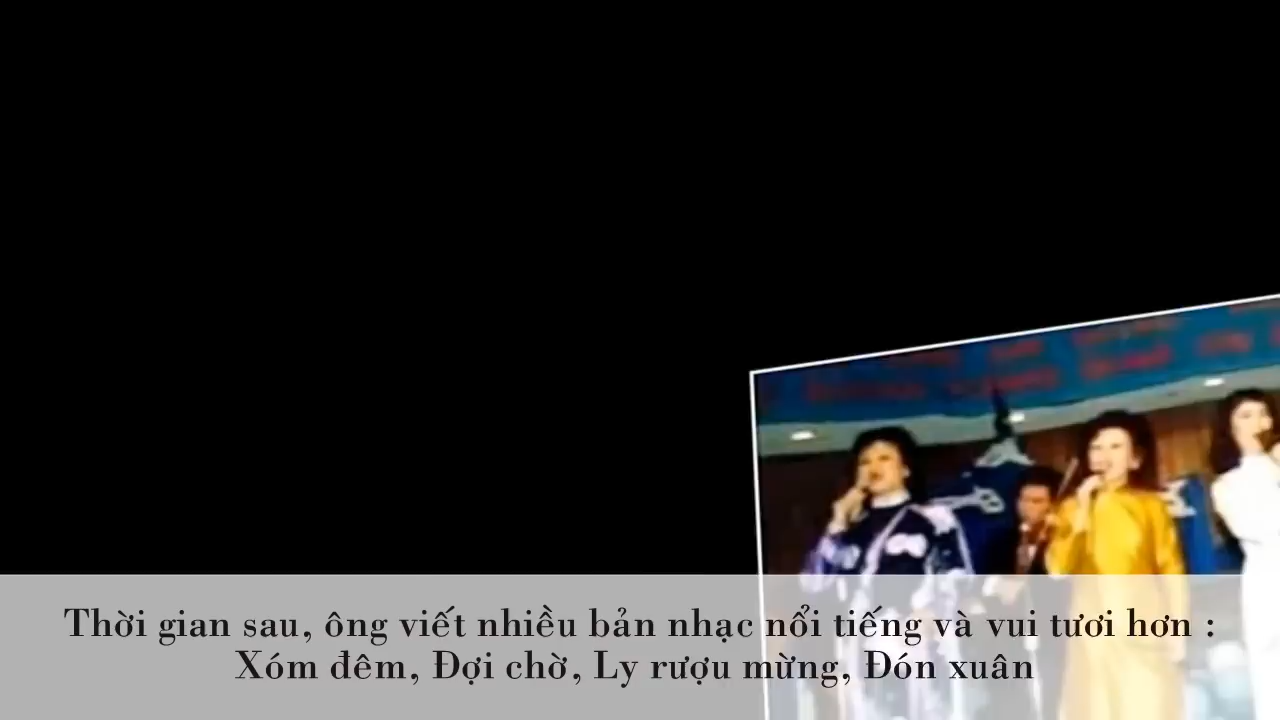 Thời gian sau, ông viết nhiều bản nhạc nổi tiếng và vui tươi hơn :
Xóm đêm, Đợi chờ, Ly rượu mừng, Đón xuân